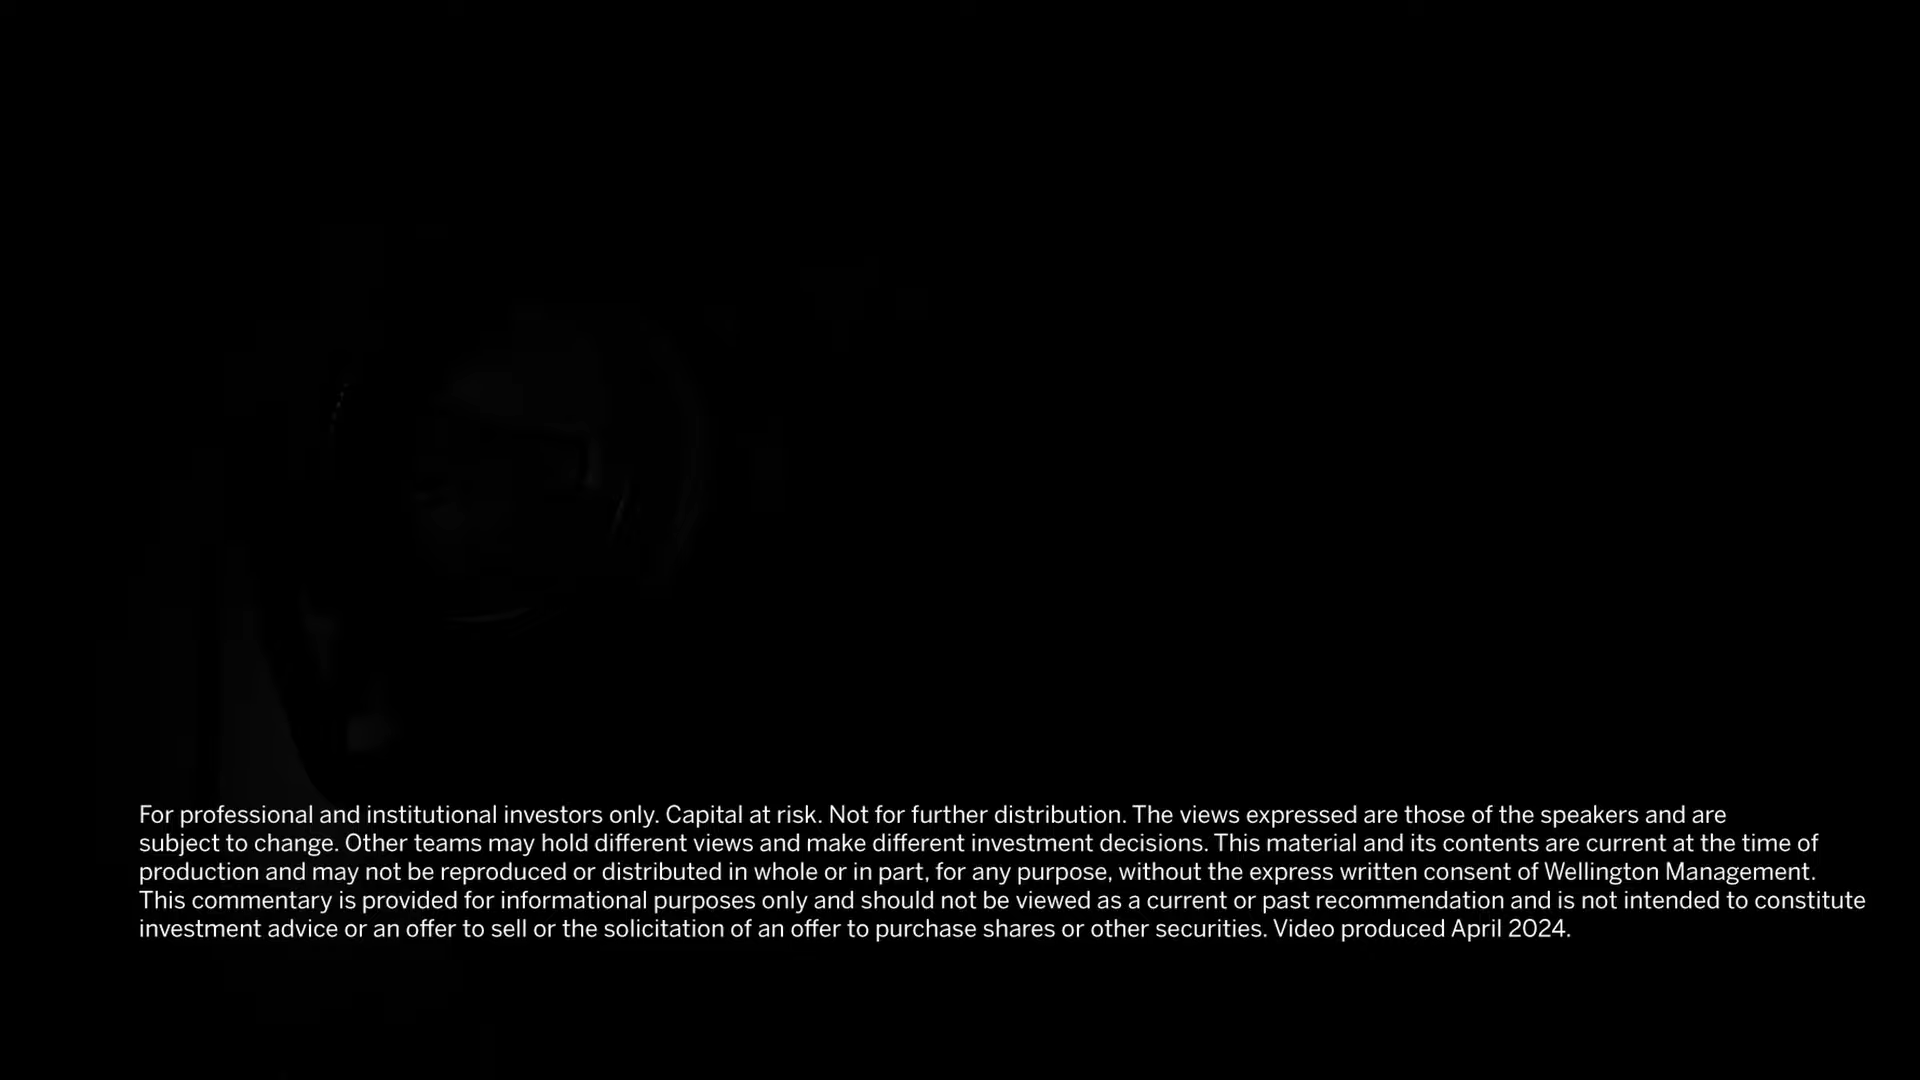 For professional and institutional investors only. Capital at risk. Not for further distribution. The views expressed are those of the speakers and are
subject to change. Other teams may hold different views and make different investment decisions. This material and its contents are current at the time of
production and may not be reproduced or distributed in whole or in part, for any purpose, without the express written consent of Wellington Management.
This commentary is provided for informational purposes only and should not be viewed as a current or past recommendation and is not intended to constitute
investment advice or an offer to sell or the solicitation of an offer to purchase shares or other securities. Video produced April 2024.